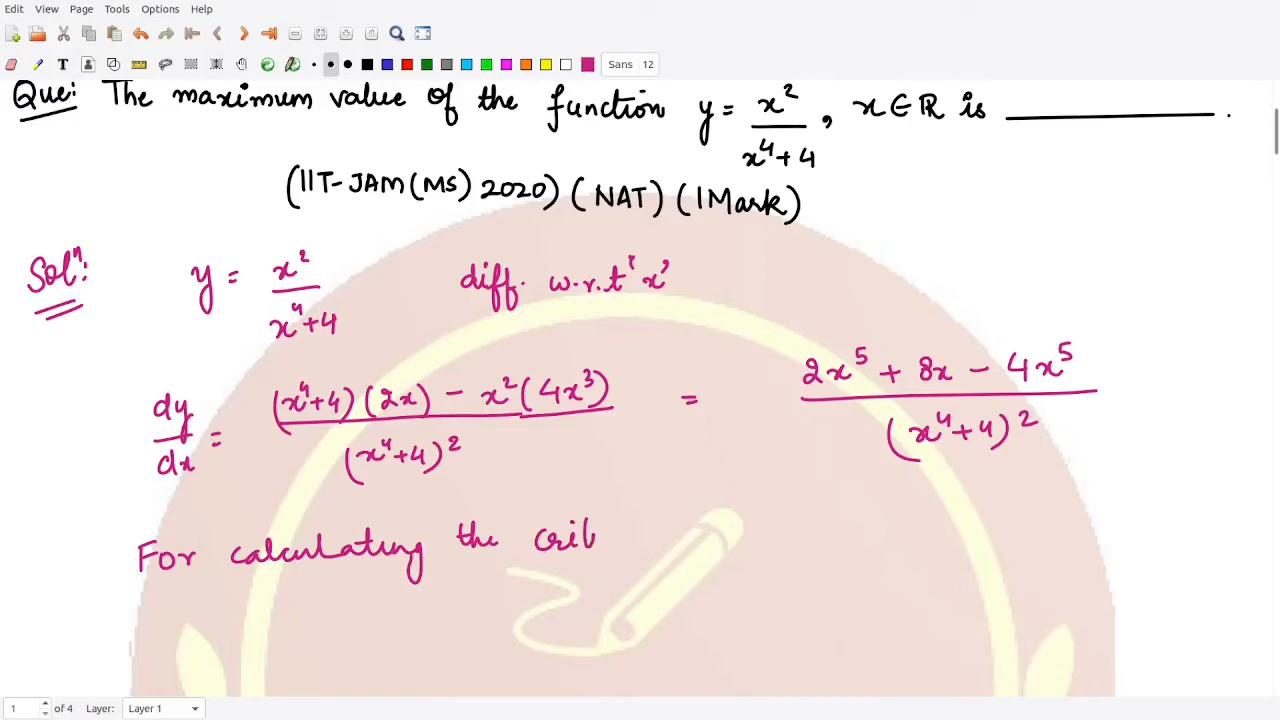 Edit View Page Tools Options Help
Sans 12
Que: The maximum value of the function y = x²/(x⁴+4), x∈ℝ is ________.
(IIT-JAM(MS) 2020) (NAT) (1Mark)
Solⁿ: y = x²/(x⁴+4) diff. w.r.t 'x'
dy/dx = ((x⁴+4)(2x) - x²(4x³))/(x⁴+4)² = (2x⁵ + 8x - 4x⁵)/(x⁴+4)²
For calculating the crit
1 of 4 Layer: Layer 1